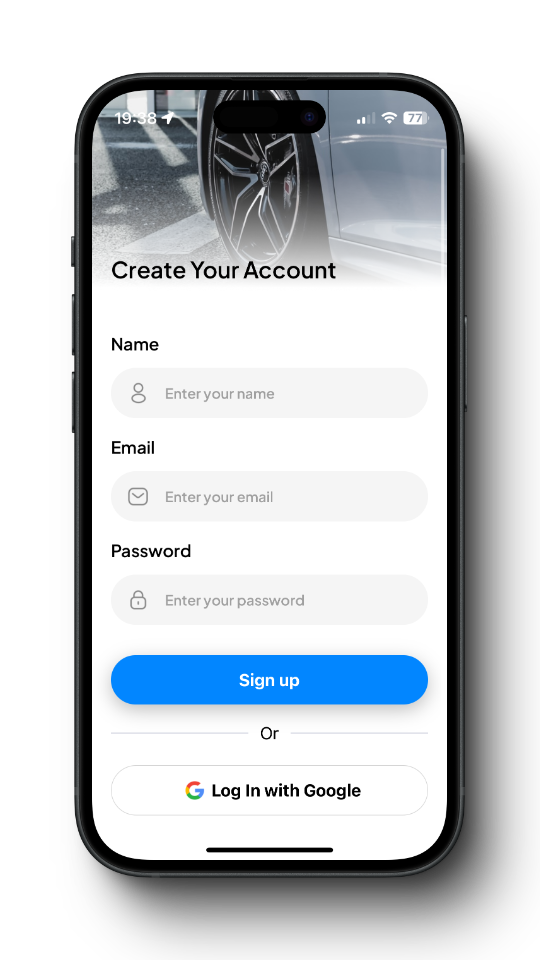 19:38
77
Create Your Account
Name
Enter your name
Email
Enter your email
Password
Enter your password
Sign up
Or
Log In with Google